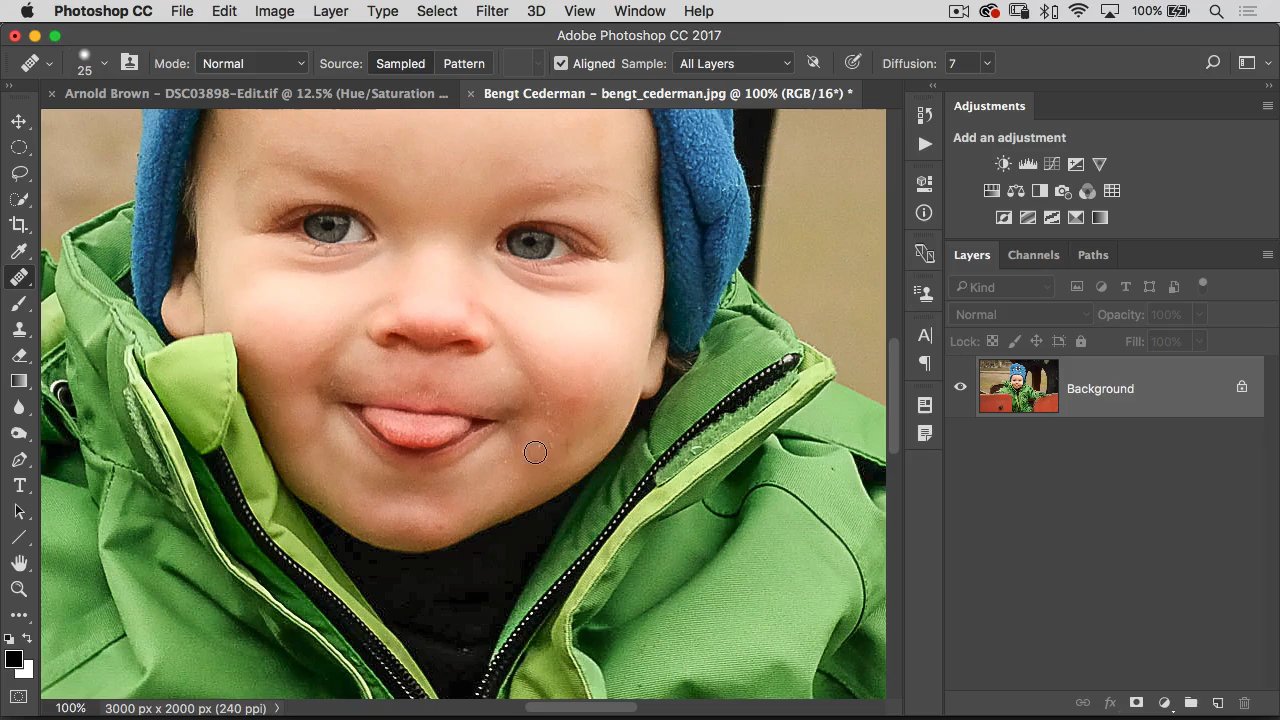 Photoshop CC File Edit Image Layer Type Select Filter 3D View Window Help 100%
Adobe Photoshop CC 2017
25 Mode: Normal Source: Sampled Pattern Aligned Sample: All Layers Diffusion: 7
× Arnold Brown – DSC03898-Edit.tif @ 12.5% (Hue/Saturation ... × Bengt Cederman – bengt_cederman.jpg @ 100% (RGB/16*) *
Adjustments
Add an adjustment
Layers Channels Paths
Kind
Normal Opacity: 100%
Lock: Fill: 100%
Background
100% 3000 px x 2000 px (240 ppi)